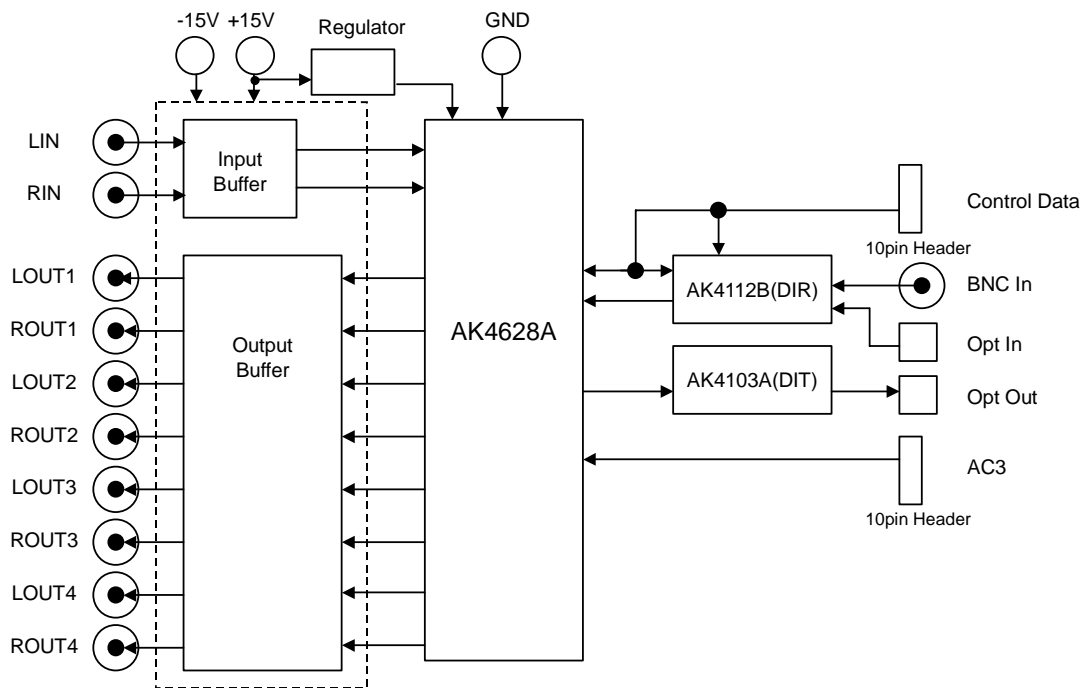 -15V +15V
Regulator
GND
LIN
RIN
Input
Buffer
Control Data
10pin Header
LOUT1
AK4112B(DIR)
BNC In
ROUT1
Output
Buffer
AK4628A
Opt In
LOUT2
AK4103A(DIT)
Opt Out
ROUT2
AC3
LOUT3
10pin Header
ROUT3
LOUT4
ROUT4